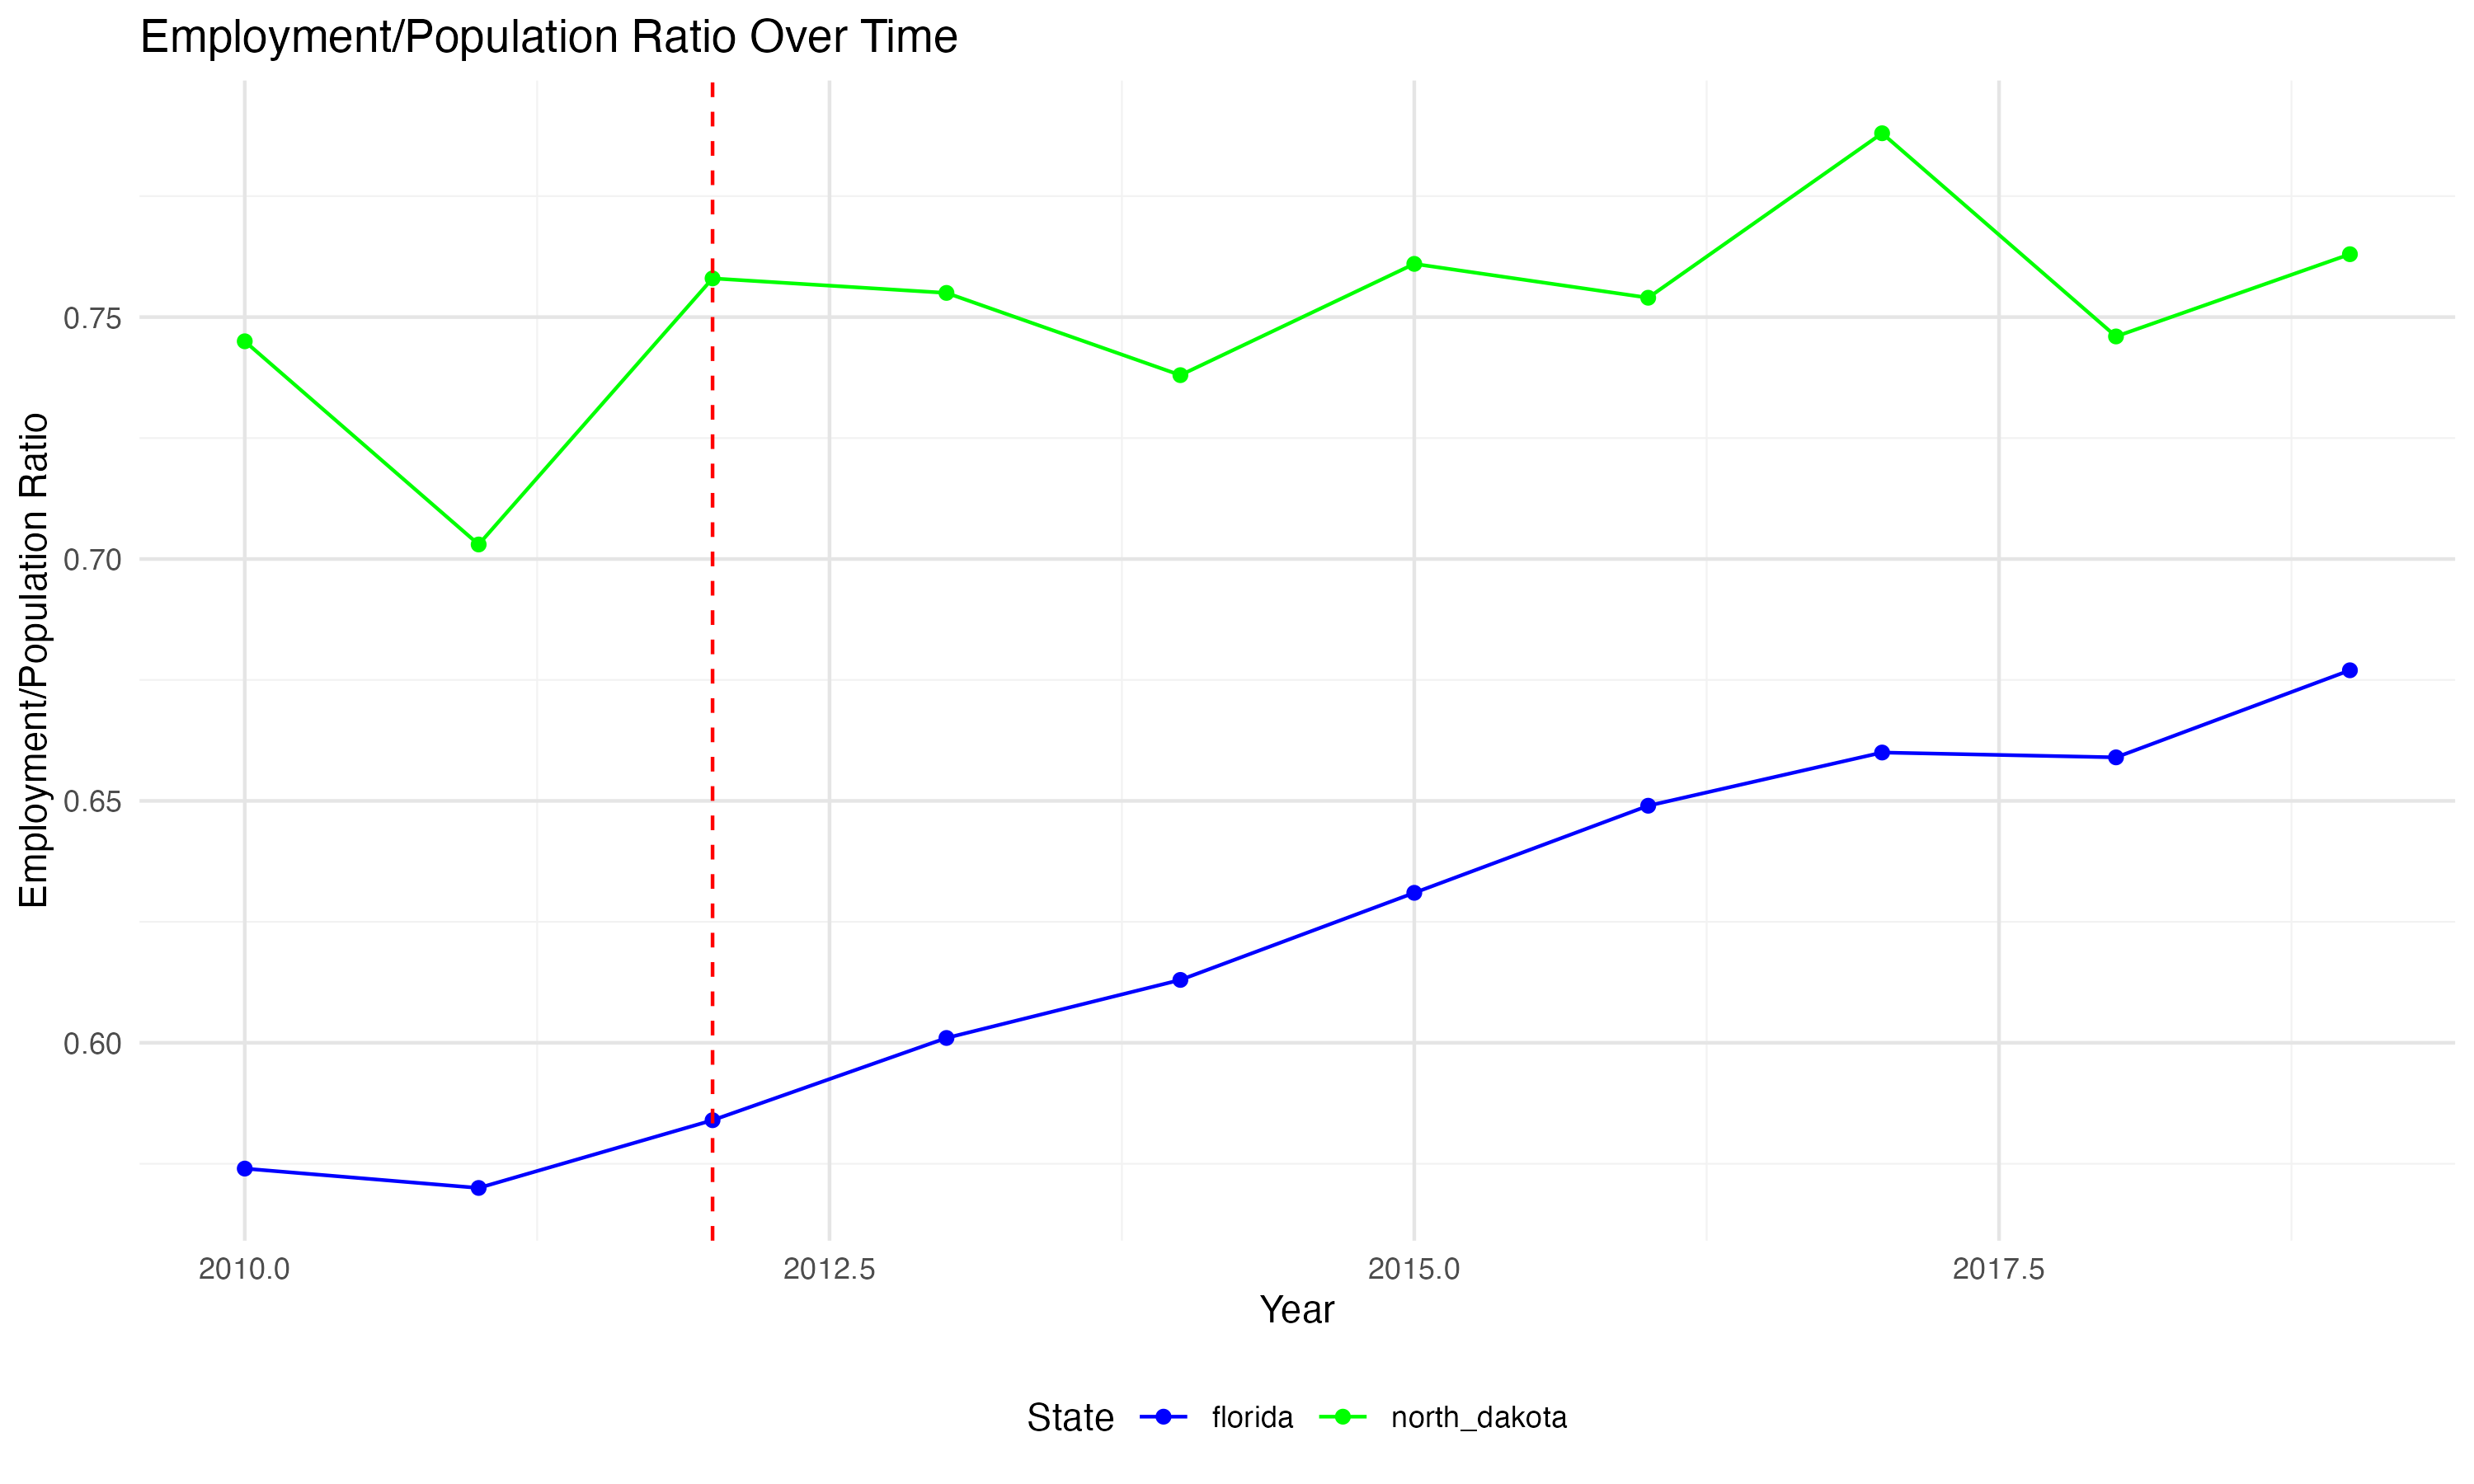 Employment/Population Ratio Over Time
Employment/Population Ratio
0.75
0.70
0.65
0.60
2010.0 2012.5 2015.0 2017.5
Year
State florida north_dakota